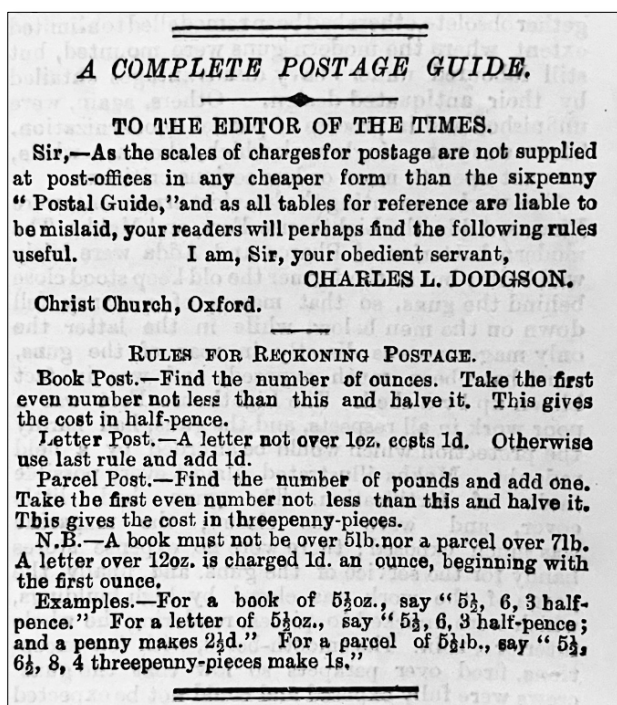 A COMPLETE POSTAGE GUIDE.
TO THE EDITOR OF THE TIMES.
Sir,—As the scales of chargesfor postage are not supplied
at post-offices in any cheaper form than the sixpenny
“ Postal Guide,”and as all tables for reference are liable to
be mislaid, your readers will perhaps find the following rules
useful. I am, Sir, your obedient servant,
CHARLES L. DODGSON.
Christ Church, Oxford.
RULES FOR RECKONING POSTAGE.
Book Post.—Find the number of ounces. Take the first
even number not less than this and halve it. This gives
the cost in half-pence.
Letter Post.—A letter not over 1oz. costs 1d. Otherwise
use last rule and add 1d.
Parcel Post.—Find the number of pounds and add one.
Take the first even number not less than this and halve it.
This gives the cost in threepenny-pieces.
N.B.—A book must not be over 5lb.nor a parcel over 7lb.
A letter over 12oz. is charged 1d. an ounce, beginning with
the first ounce.
Examples.—For a book of 5½oz., say “ 5½, 6, 3 half-
pence.” For a letter of 5½oz., say “ 5½, 6, 3 half-pence ;
and a penny makes 2½d.” For a parcel of 5½lb., say “ 5½,
6½, 8, 4 threepenny-pieces make 1s.”